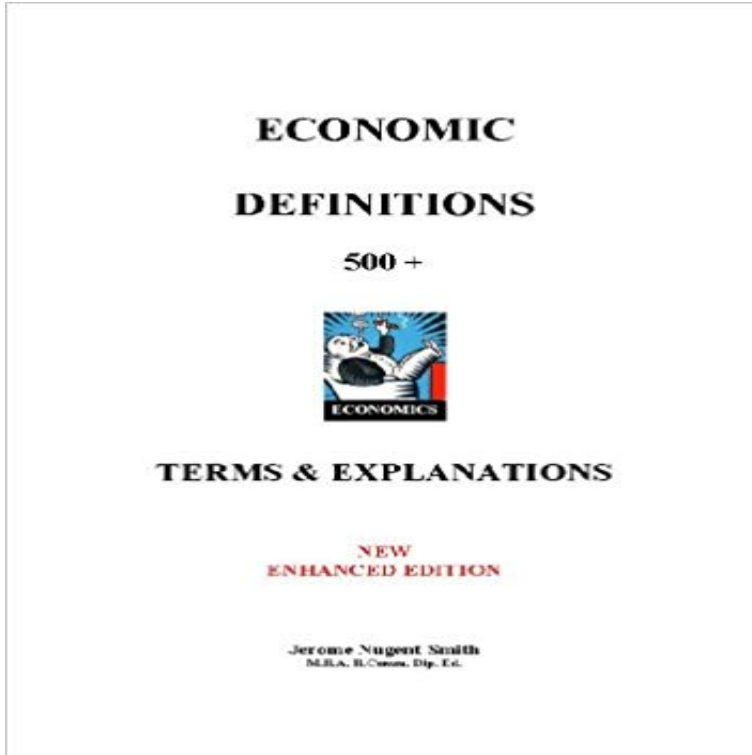 ECONOMIC
DEFINITIONS
500 +
ECONOMICS
TERMS & EXPLANATIONS
NEW
ENHANCED EDITION
Jerome Nugent Smith
M.B.A. B.Comm. Dip. Ed.